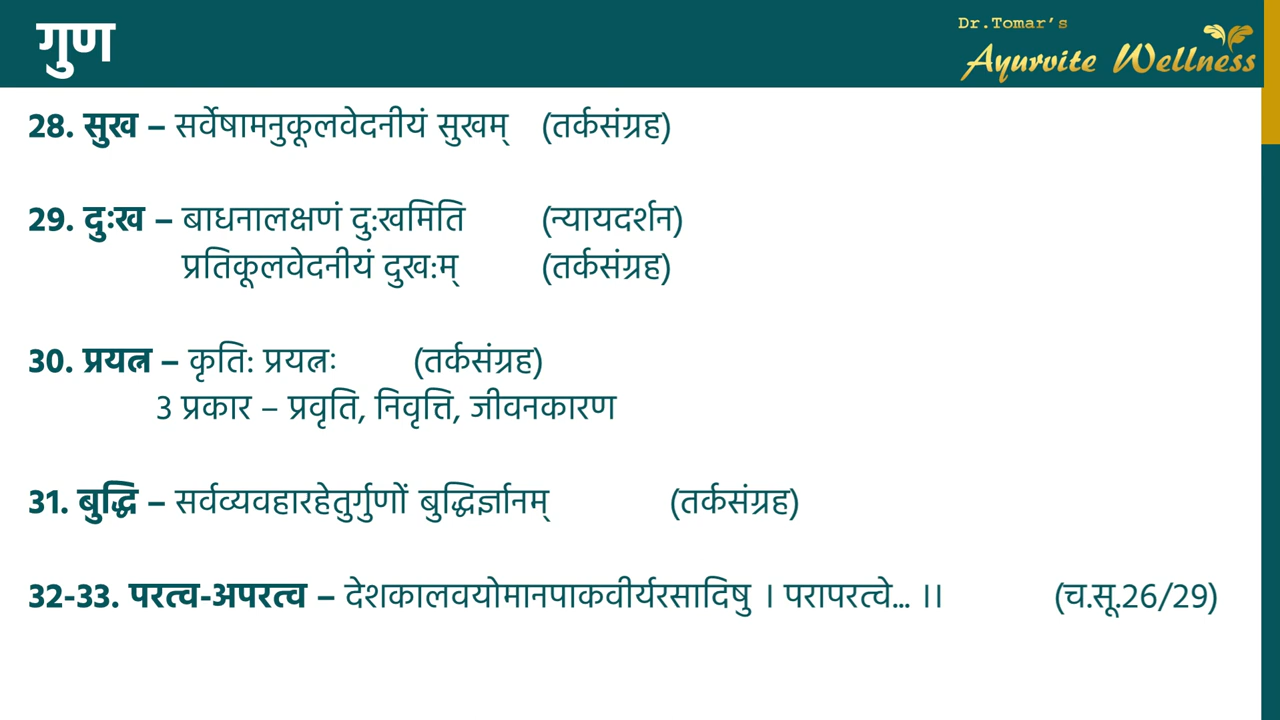 गुण
Dr.Tomar's
Ayurvite Wellness
28. सुख – सर्वेषामनुकूलवेदनीयं सुखम् (तर्कसंग्रह)
29. दुःख – बाधनालक्षणं दुःखमिति (न्यायदर्शन)
प्रतिकूलवेदनीयं दुखःम् (तर्कसंग्रह)
30. प्रयत्न – कृतिः प्रयत्नः (तर्कसंग्रह)
3 प्रकार – प्रवृति, निवृत्ति, जीवनकारण
31. बुद्धि – सर्वव्यवहारहेतुर्गुणों बुद्धिर्ज्ञानम् (तर्कसंग्रह)
32-33. परत्व-अपरत्व – देशकालवयोमानपाकवीर्यरसादिषु । परापरत्वे... ।। (च.सू.26/29)